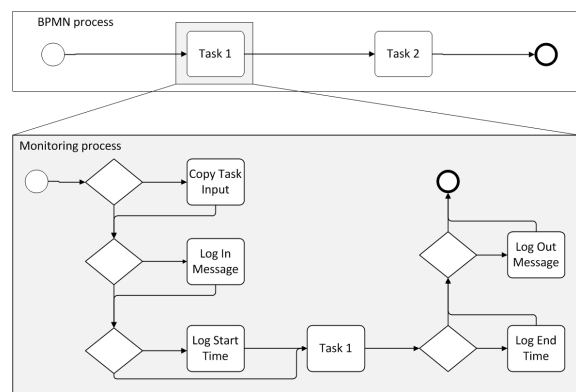 BPMN process
Task 1
Task 2
Monitoring process
Copy Task
Input
Log In
Message
Log Out
Message
Log Start
Time
Task 1
Log End
Time